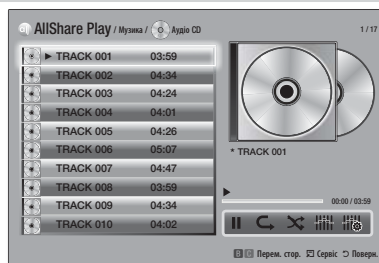 AllShare Play / Музика / Аудіо CD 1 / 17
► TRACK 001 03:59
TRACK 002 04:34
TRACK 003 04:24
TRACK 004 04:01
TRACK 005 04:26
TRACK 006 05:07
TRACK 007 04:47
TRACK 008 03:59
TRACK 009 04:34
TRACK 010 04:02
* TRACK 001
00:00 / 03:59
Перем. стор. Сервіс Поверн.